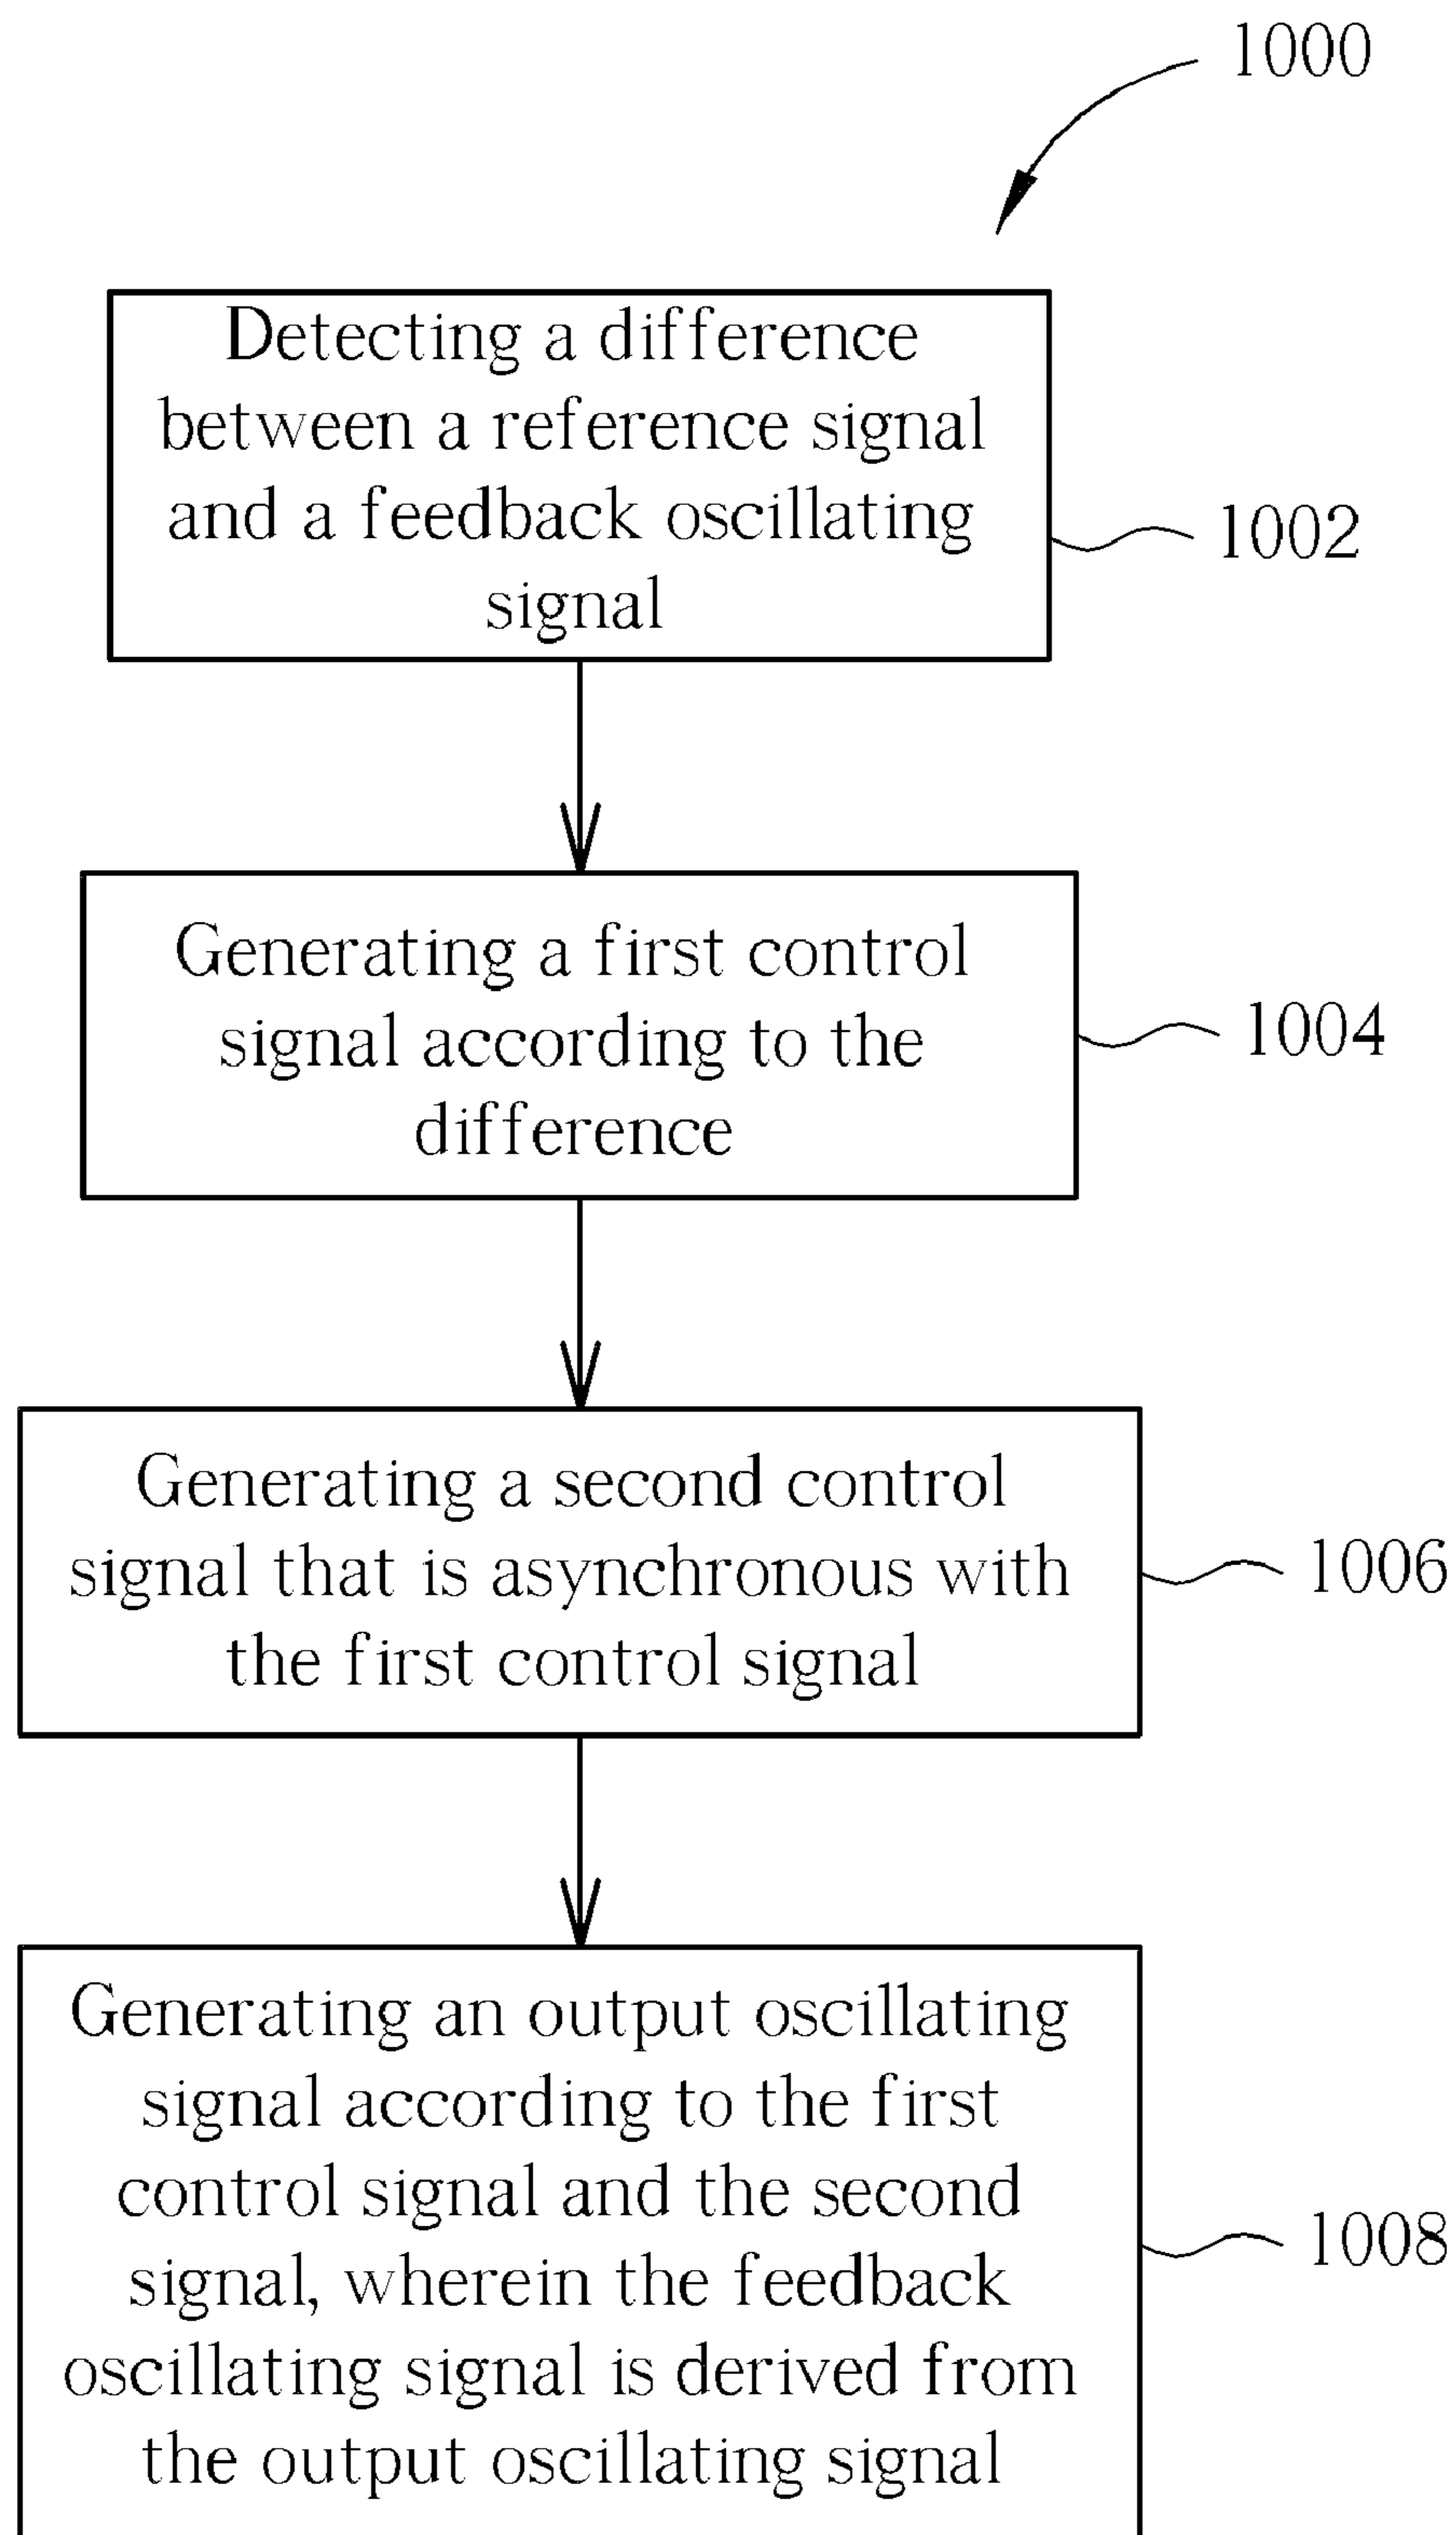 1000
Detecting a difference
between a reference signal
and a feedback oscillating
signal
1002
Generating a first control
signal according to the
difference
1004
Generating a second control
signal that is asynchronous with
the first control signal
1006
Generating an output oscillating
signal according to the first
control signal and the second
signal, wherein the feedback
oscillating signal is derived from
the output oscillating signal
1008